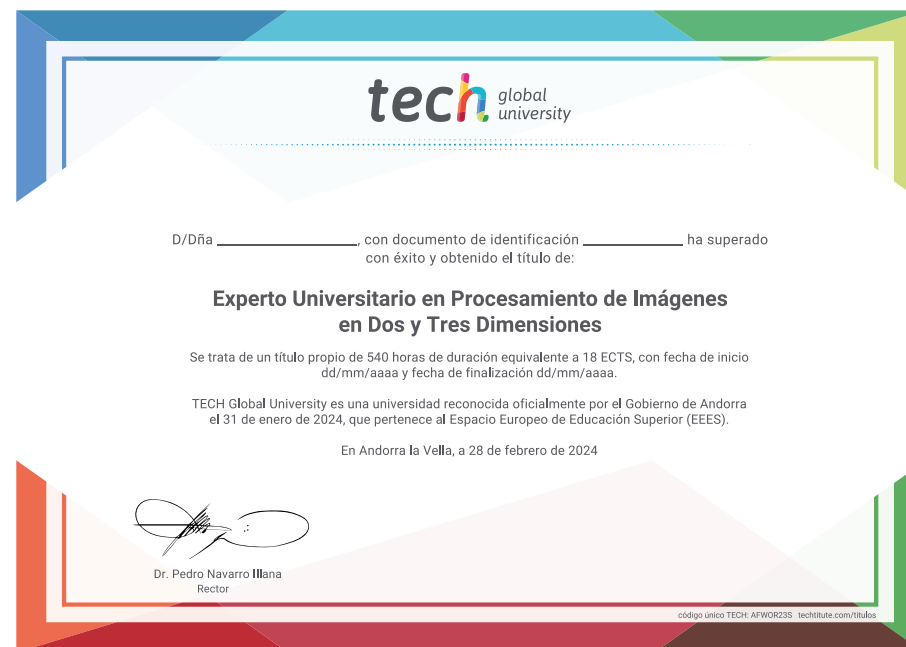 tech global university
D/Dña ____________________, con documento de identificación ______________ ha superado
con éxito y obtenido el título de:
Experto Universitario en Procesamiento de Imágenes
en Dos y Tres Dimensiones
Se trata de un título propio de 540 horas de duración equivalente a 18 ECTS, con fecha de inicio
dd/mm/aaaa y fecha de finalización dd/mm/aaaa.
TECH Global University es una universidad reconocida oficialmente por el Gobierno de Andorra
el 31 de enero de 2024, que pertenece al Espacio Europeo de Educación Superior (EEES).
En Andorra la Vella, a 28 de febrero de 2024
Dr. Pedro Navarro Illana
Rector
código único TECH: AFWOR23S techtitute.com/titulos